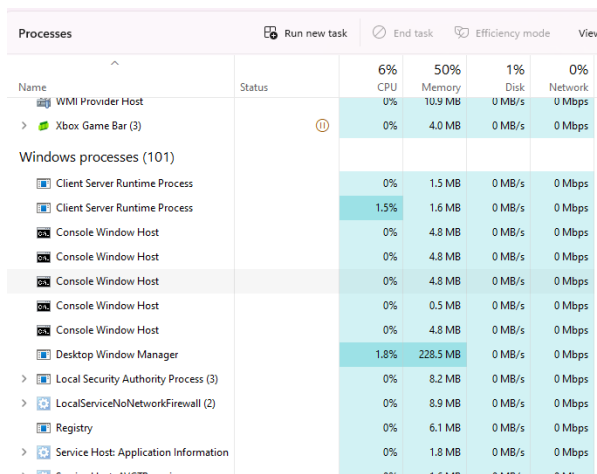 Processes Run new task End task Efficiency mode View
6% 50% 1% 0%
Name Status CPU Memory Disk Network
WMI Provider Host 0% 10.9 MB 0 MB/s 0 Mbps
Xbox Game Bar (3) 0% 4.0 MB 0 MB/s 0 Mbps
Windows processes (101)
Client Server Runtime Process 0% 1.5 MB 0 MB/s 0 Mbps
Client Server Runtime Process 1.5% 1.6 MB 0 MB/s 0 Mbps
Console Window Host 0% 4.8 MB 0 MB/s 0 Mbps
Console Window Host 0% 4.8 MB 0 MB/s 0 Mbps
Console Window Host 0% 4.8 MB 0 MB/s 0 Mbps
Console Window Host 0% 0.5 MB 0 MB/s 0 Mbps
Console Window Host 0% 4.8 MB 0 MB/s 0 Mbps
Desktop Window Manager 1.8% 228.5 MB 0 MB/s 0 Mbps
Local Security Authority Process (3) 0% 8.2 MB 0 MB/s 0 Mbps
LocalServiceNoNetworkFirewall (2) 0% 8.9 MB 0 MB/s 0 Mbps
Registry 0% 6.1 MB 0 MB/s 0 Mbps
Service Host: Application Information 0% 1.8 MB 0 MB/s 0 Mbps